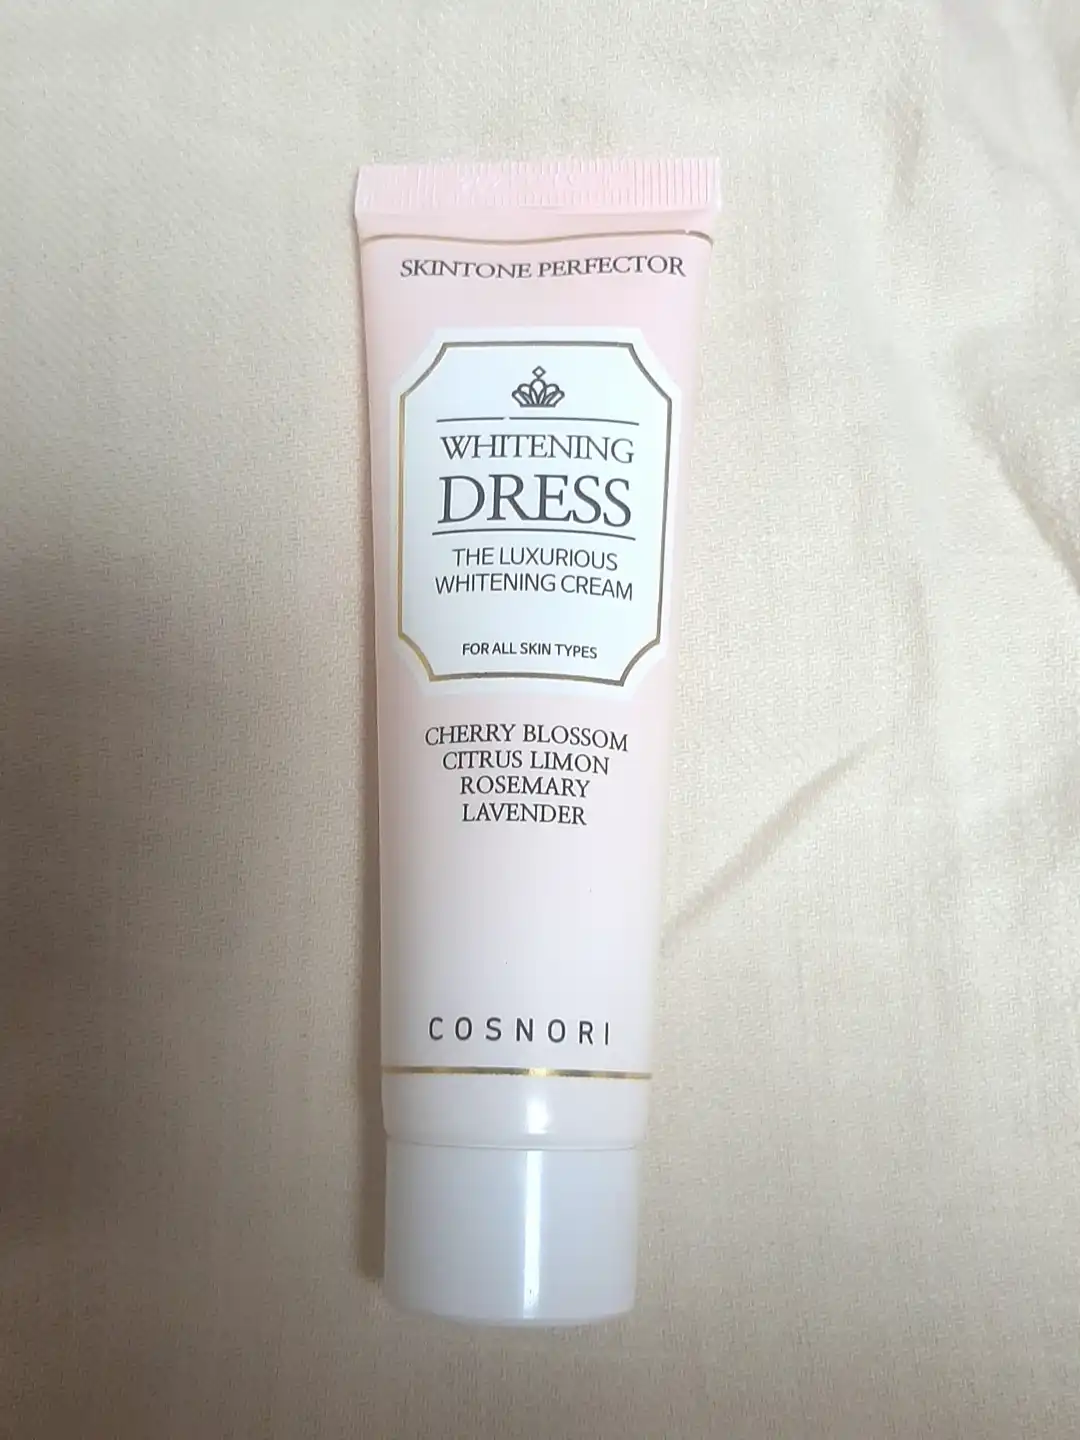 SKINTONE PERFECTOR
WHITENING
DRESS
THE LUXURIOUS
WHITENING CREAM
FOR ALL SKIN TYPES
CHERRY BLOSSOM
CITRUS LIMON
ROSEMARY
LAVENDER
COSNORI